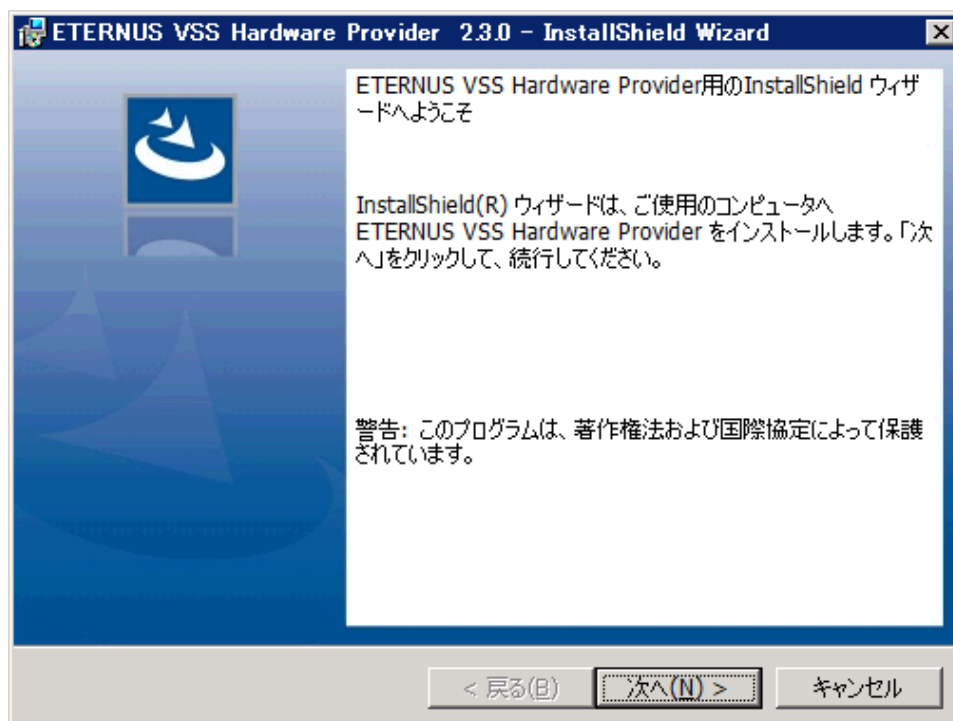 ETERNUS VSS Hardware Provider 2.3.0 - InstallShield Wizard
ETERNUS VSS Hardware Provider用のInstallShield ウィザ
ードへようこそ
InstallShield(R) ウィザードは、ご使用のコンピュータへ
ETERNUS VSS Hardware Provider をインストールします。「次
へ」をクリックして、続行してください。
警告: このプログラムは、著作権法および国際協定によって保護
されています。
< 戻る(B)
次へ(N) >
キャンセル